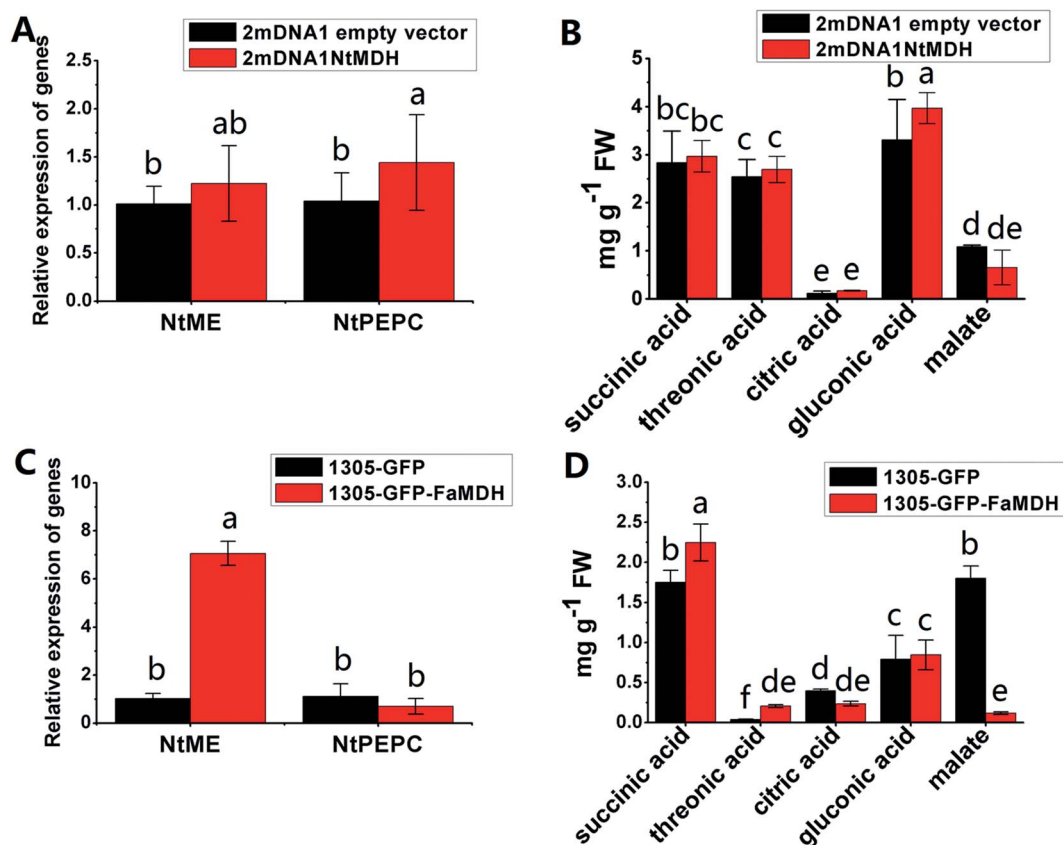 A
2mDNA1 empty vector
2mDNA1NtMDH
Relative expression of genes
2.5
2.0
1.5
1.0
0.5
0.0
b
ab
b
a
NtME
NtPEPC
B
2mDNA1 empty vector
2mDNA1NtMDH
mg g-1 FW
5
4
3
2
1
0
bc
bc
c
c
e
e
b
a
d
de
succinic acid
threonic acid
citric acid
gluconic acid
malate
C
1305-GFP
1305-GFP-FaMDH
Relative expression of genes
10
8
6
4
2
0
b
a
b
b
NtME
NtPEPC
D
1305-GFP
1305-GFP-FaMDH
mg g-1 FW
3.0
2.5
2.0
1.5
1.0
0.5
0.0
b
a
f
de
d
de
c
c
b
e
succinic acid
threonic acid
citric acid
gluconic acid
malate